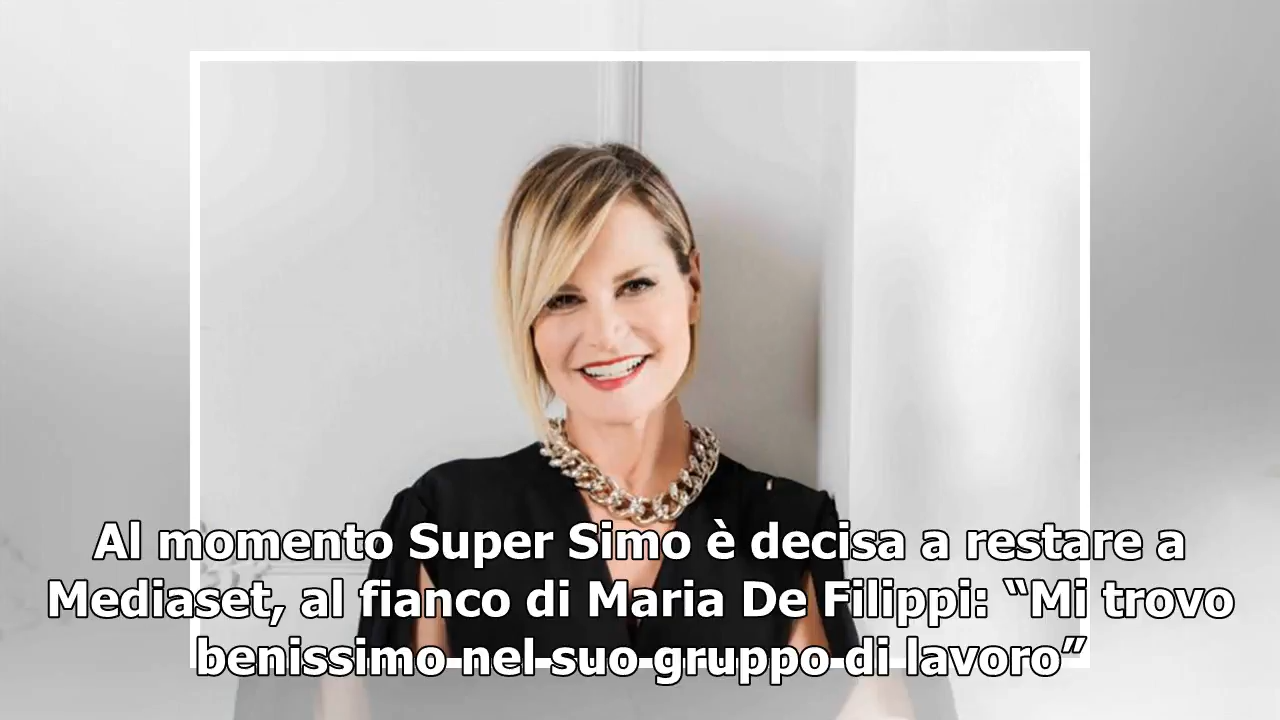 Al momento Super Simo è decisa a restare a
Mediaset, al fianco di Maria De Filippi: “Mi trovo
benissimo nel suo gruppo di lavoro”